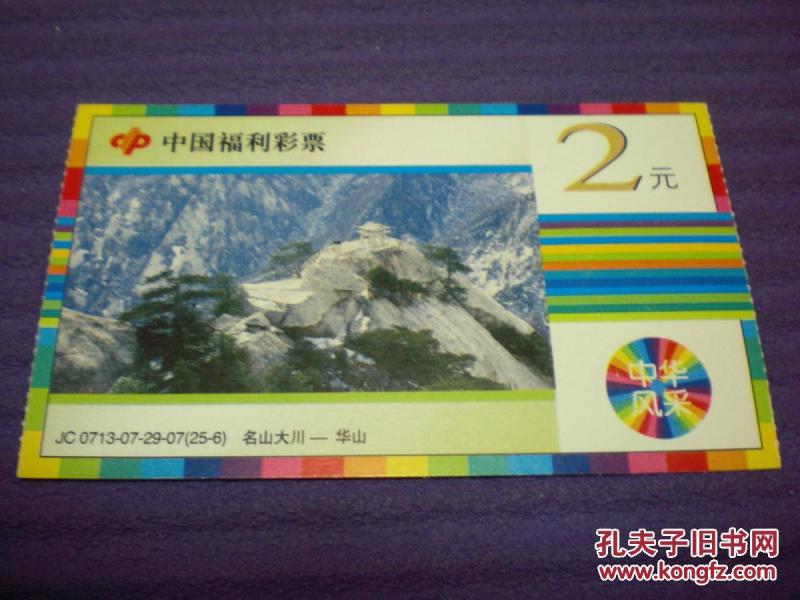 中国福利彩票
2元
中华
风采
JC 0713-07-29-07(25-6) 名山大川 — 华山
孔夫子旧书网
www.kongfz.com